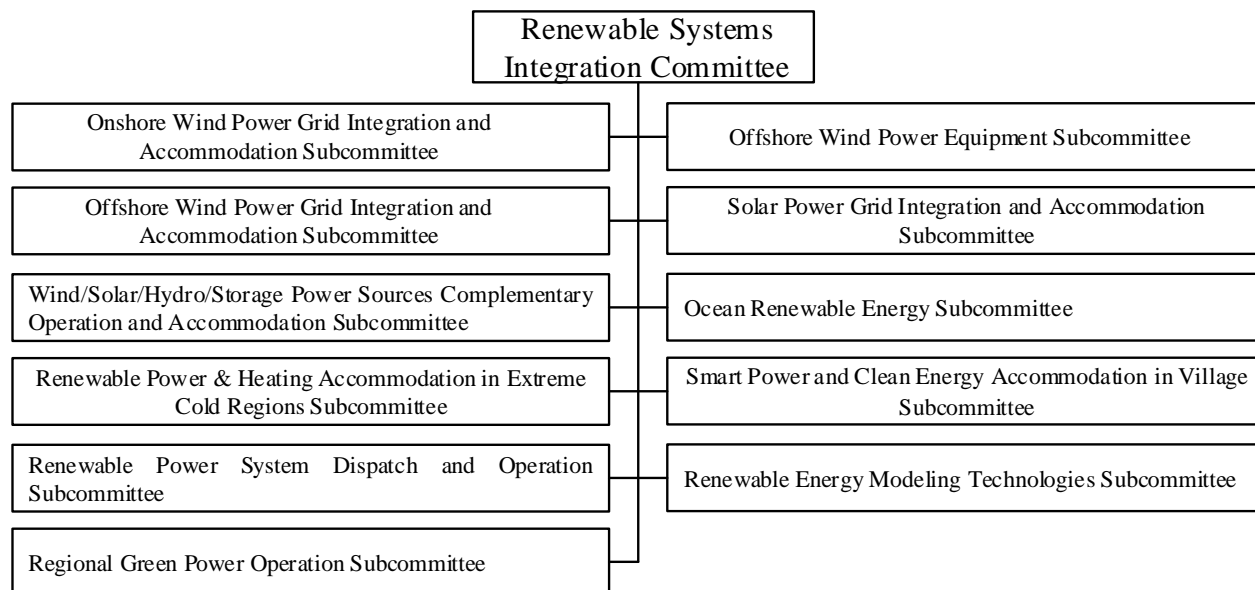 Renewable Systems
Integration Committee
Onshore Wind Power Grid Integration and
Accommodation Subcommittee
Offshore Wind Power Equipment Subcommittee
Offshore Wind Power Grid Integration and
Accommodation Subcommittee
Solar Power Grid Integration and Accommodation
Subcommittee
Wind/Solar/Hydro/Storage Power Sources Complementary
Operation and Accommodation Subcommittee
Ocean Renewable Energy Subcommittee
Renewable Power & Heating Accommodation in Extreme
Cold Regions Subcommittee
Smart Power and Clean Energy Accommodation in Village
Subcommittee
Renewable Power System Dispatch and Operation
Subcommittee
Renewable Energy Modeling Technologies Subcommittee
Regional Green Power Operation Subcommittee